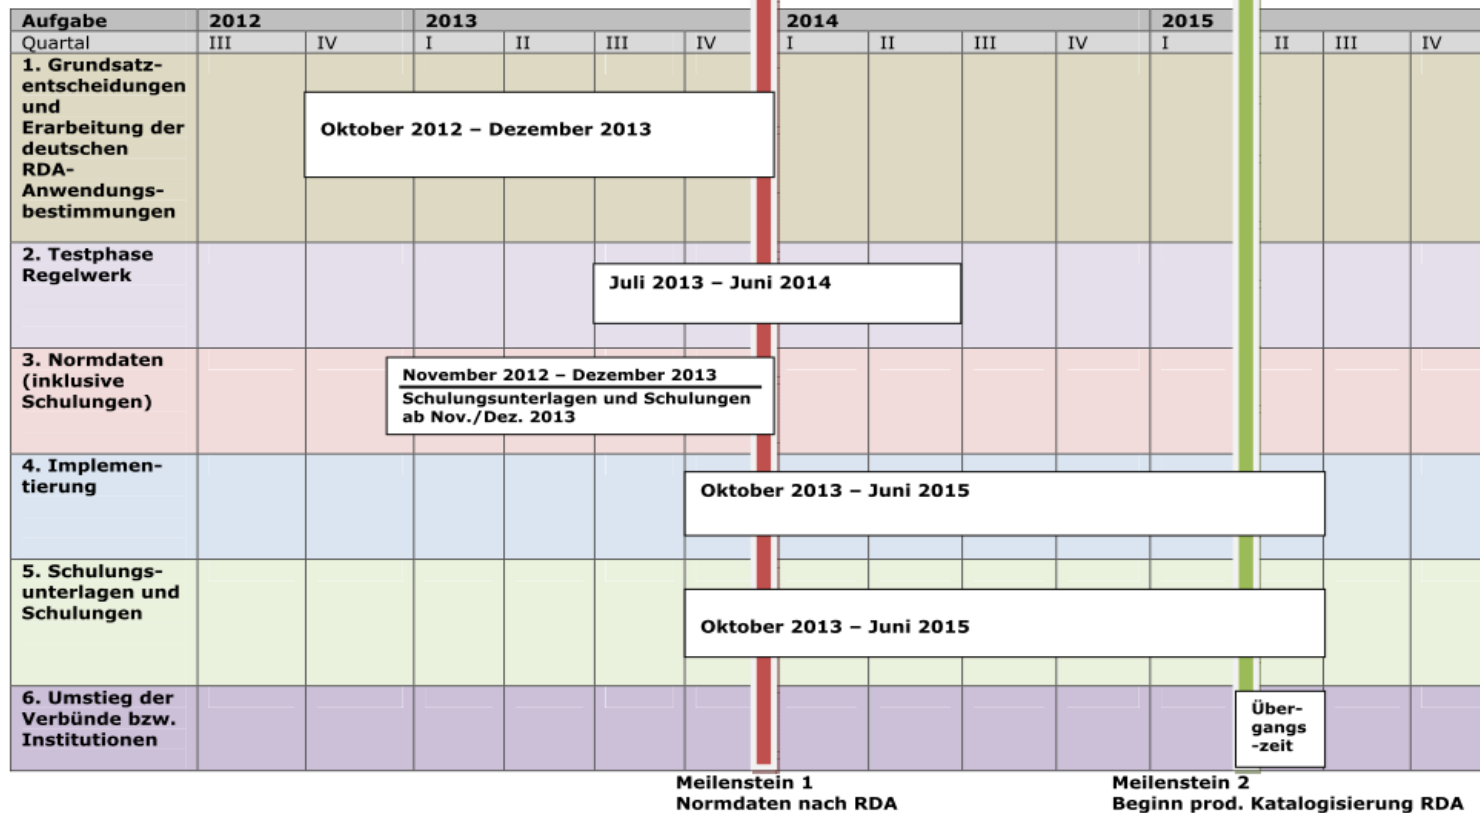 Aufgabe 2012 2013 2014 2015
Quartal III IV I II III IV I II III IV I II III IV
1. Grundsatz-
entscheidungen
und
Erarbeitung der
deutschen
RDA-
Anwendungs-
bestimmungen
Oktober 2012 – Dezember 2013
2. Testphase
Regelwerk
Juli 2013 – Juni 2014
3. Normdaten
(inklusive
Schulungen)
November 2012 – Dezember 2013
Schulungsunterlagen und Schulungen
ab Nov./Dez. 2013
4. Implemen-
tierung
Oktober 2013 – Juni 2015
5. Schulungs-
unterlagen und
Schulungen
Oktober 2013 – Juni 2015
6. Umstieg der
Verbünde bzw.
Institutionen
Über-
gangs
-zeit
Meilenstein 1
Normdaten nach RDA
Meilenstein 2
Beginn prod. Katalogisierung RDA